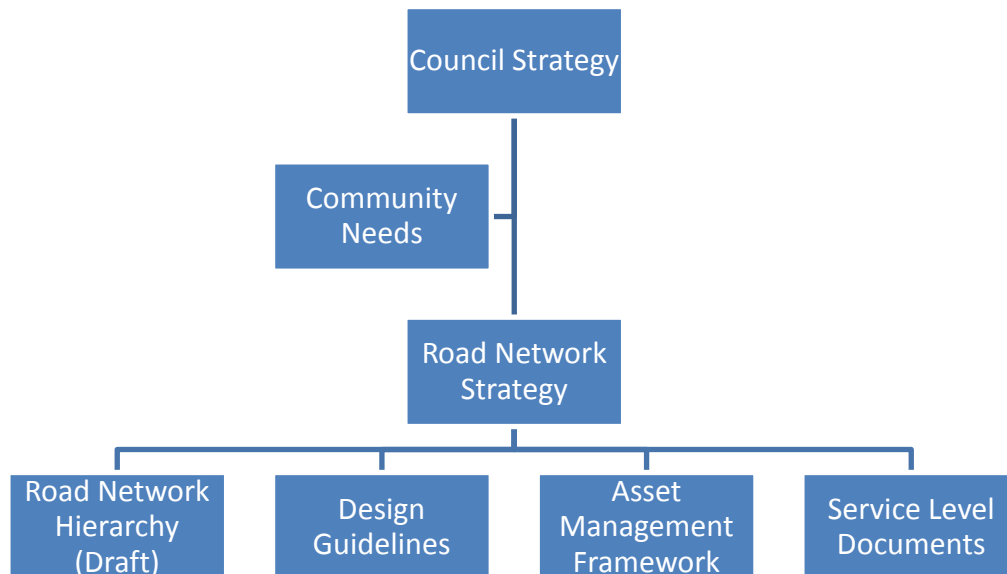 Council Strategy
Community
Needs
Road Network
Strategy
Road Network
Hierarchy
(Draft)
Design
Guidelines
Asset
Management
Framework
Service Level
Documents